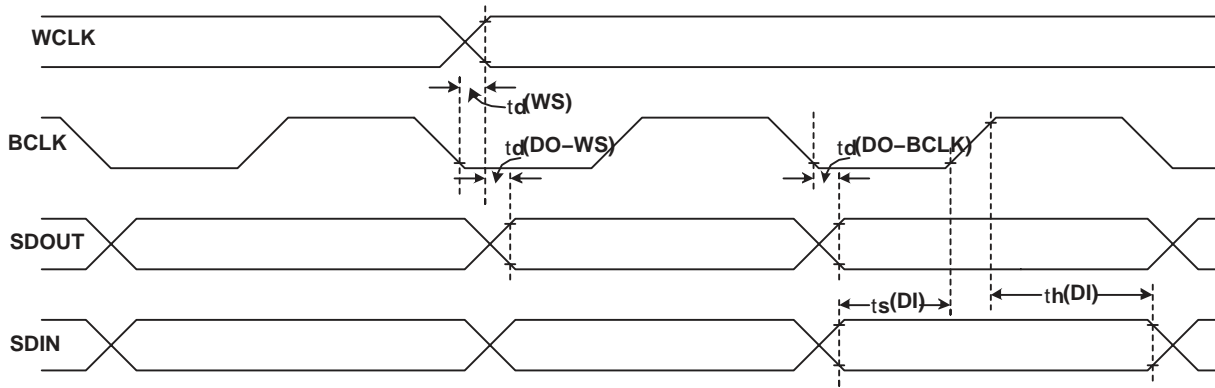 WCLK
td(WS)
BCLK
td(DO–WS)
td(DO–BCLK)
SDOUT
ts(DI)
th(DI)
SDIN